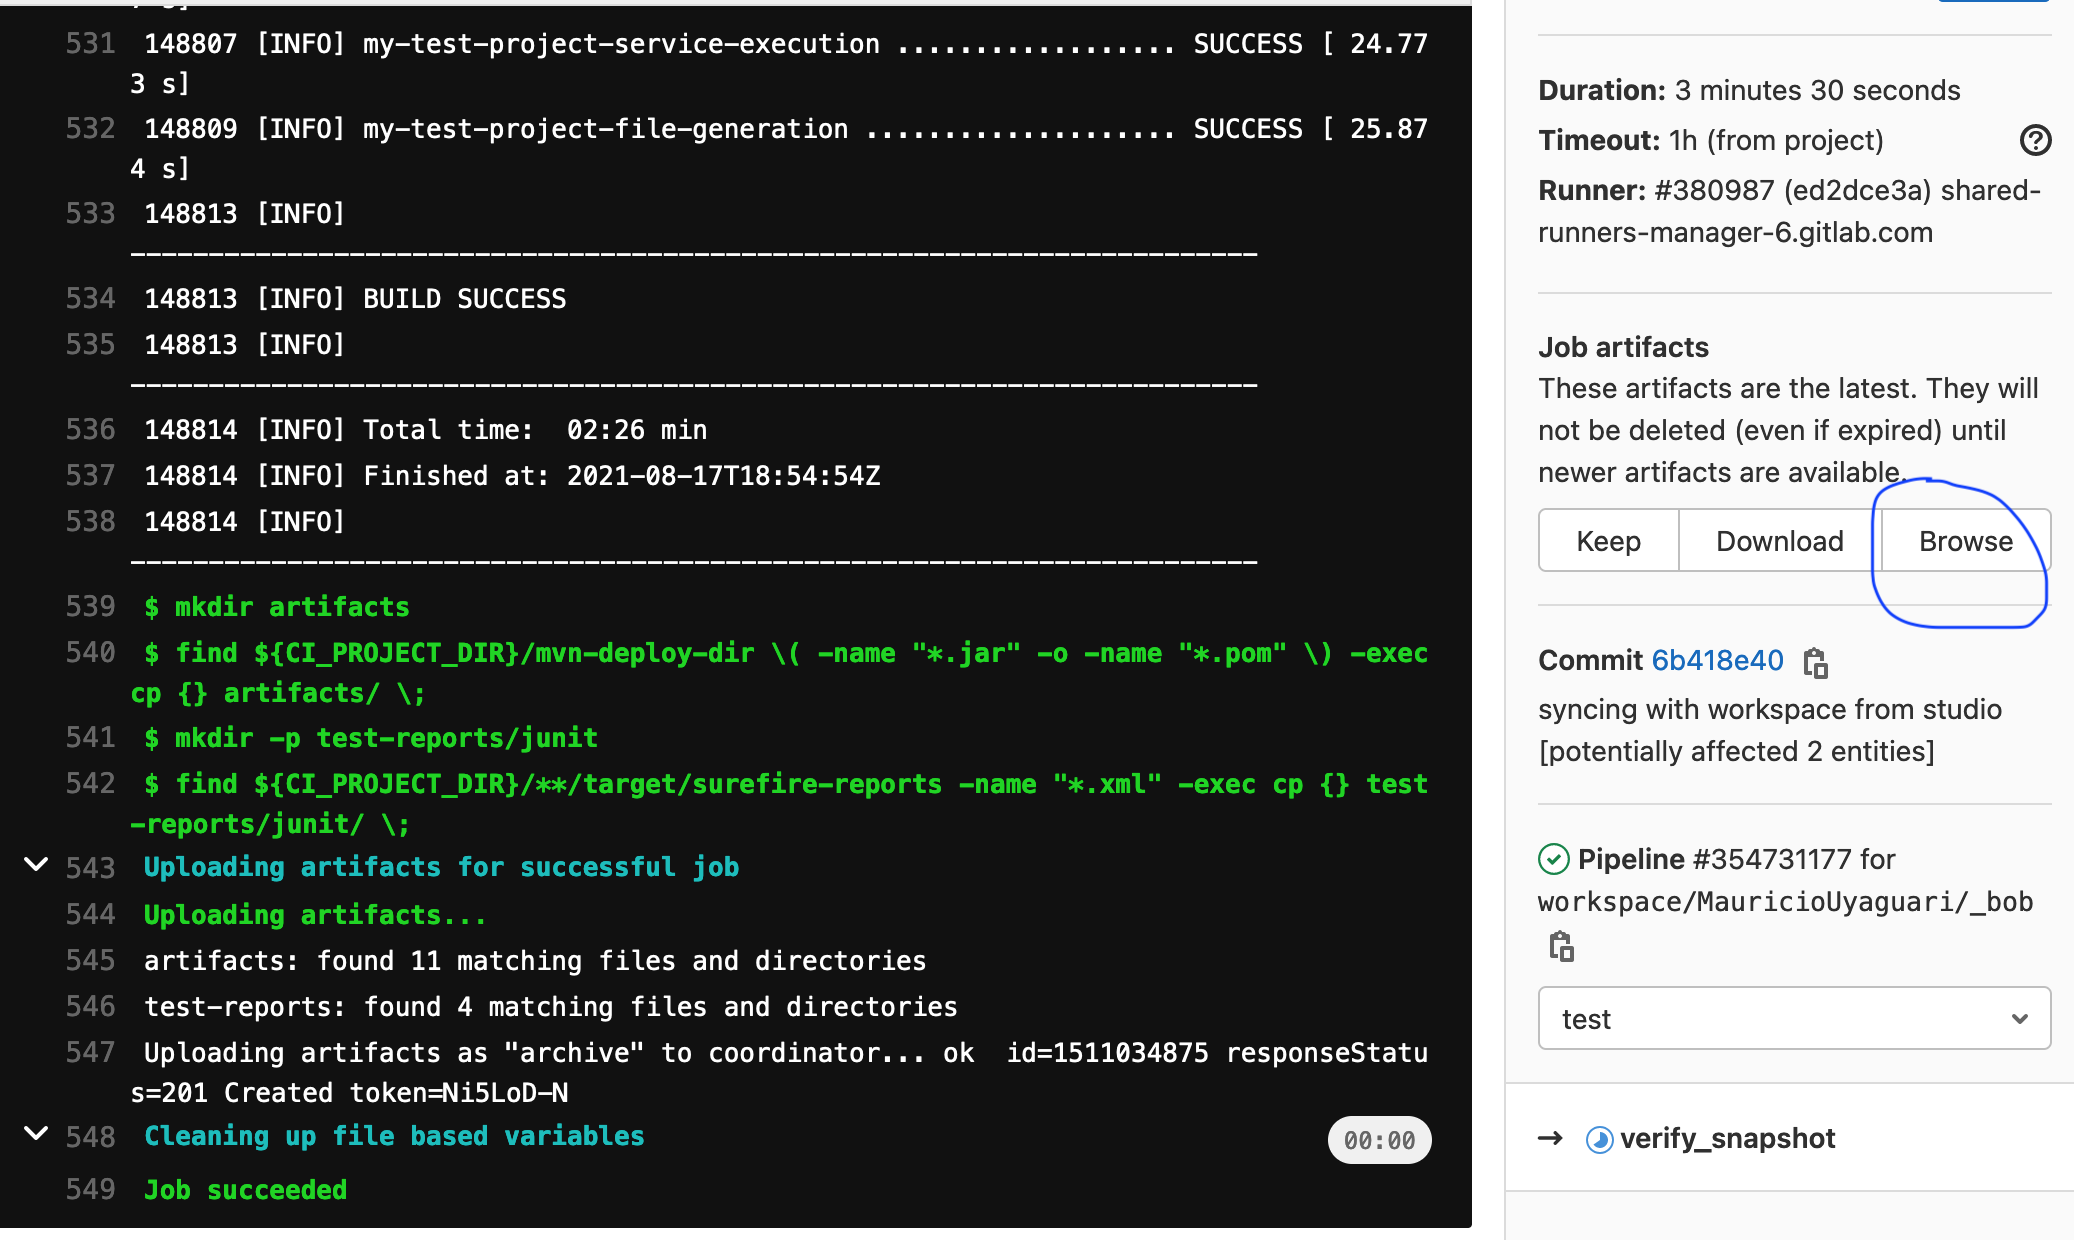 531 148807 [INFO] my-test-project-service-execution .................. SUCCESS [ 24.77
3 s]
532 148809 [INFO] my-test-project-file-generation .................... SUCCESS [ 25.87
4 s]
533 148813 [INFO]
------------------------------------------------------------------------
534 148813 [INFO] BUILD SUCCESS
535 148813 [INFO]
------------------------------------------------------------------------
536 148814 [INFO] Total time:  02:26 min
537 148814 [INFO] Finished at: 2021-08-17T18:54:54Z
538 148814 [INFO]
------------------------------------------------------------------------
539 $ mkdir artifacts
540 $ find ${CI_PROJECT_DIR}/mvn-deploy-dir \( -name "*.jar" -o -name "*.pom" \) -exec
cp {} artifacts/ \;
541 $ mkdir -p test-reports/junit
542 $ find ${CI_PROJECT_DIR}/**/target/surefire-reports -name "*.xml" -exec cp {} test
-reports/junit/ \;
543 Uploading artifacts for successful job
544 Uploading artifacts...
545 artifacts: found 11 matching files and directories
546 test-reports: found 4 matching files and directories
547 Uploading artifacts as "archive" to coordinator... ok  id=1511034875 responseStatu
s=201 Created token=Ni5LoD-N
548 Cleaning up file based variables 00:00
549 Job succeeded
Duration: 3 minutes 30 seconds
Timeout: 1h (from project)
Runner: #380987 (ed2dce3a) shared-
runners-manager-6.gitlab.com
Job artifacts
These artifacts are the latest. They will
not be deleted (even if expired) until
newer artifacts are available.
Keep Download Browse
Commit 6b418e40
syncing with workspace from studio
[potentially affected 2 entities]
Pipeline #354731177 for
workspace/MauricioUyaguari/_bob
test
→ verify_snapshot